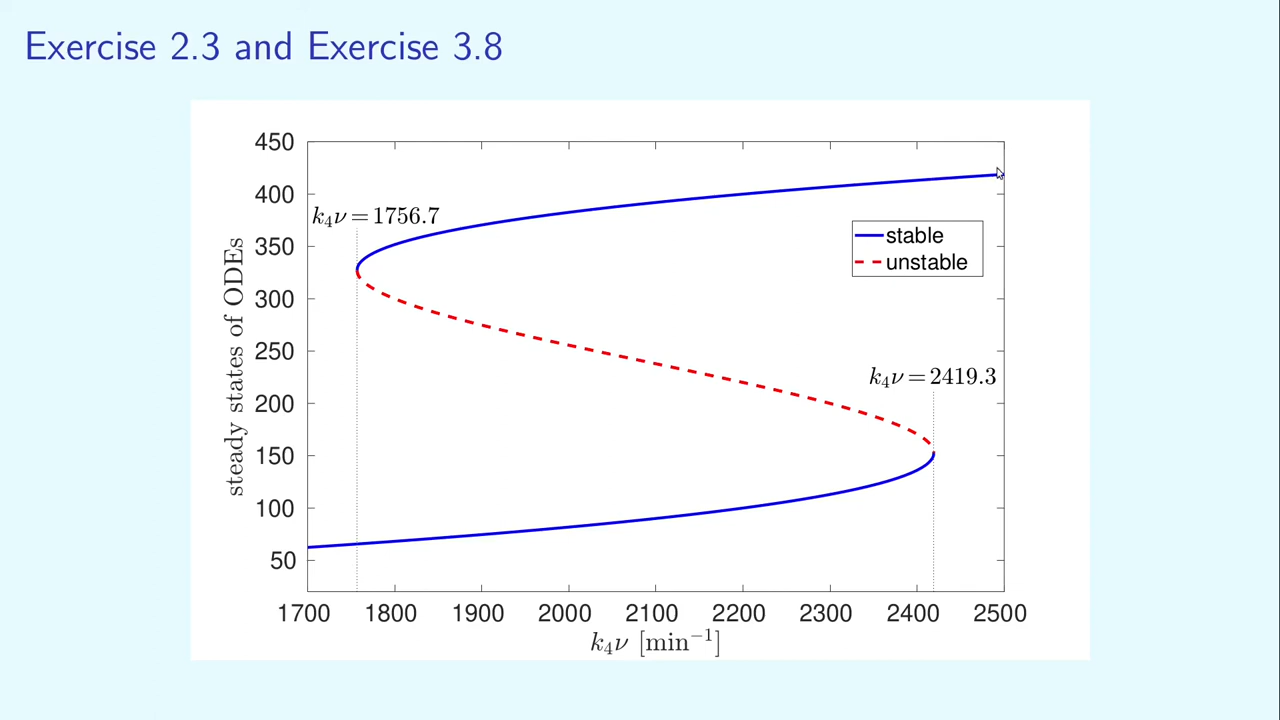 Exercise 2.3 and Exercise 3.8
450
400
350
300
250
200
150
100
50
steady states of ODEs
k₄ν = 1756.7
stable
unstable
k₄ν = 2419.3
1700 1800 1900 2000 2100 2200 2300 2400 2500
k₄ν [min⁻¹]